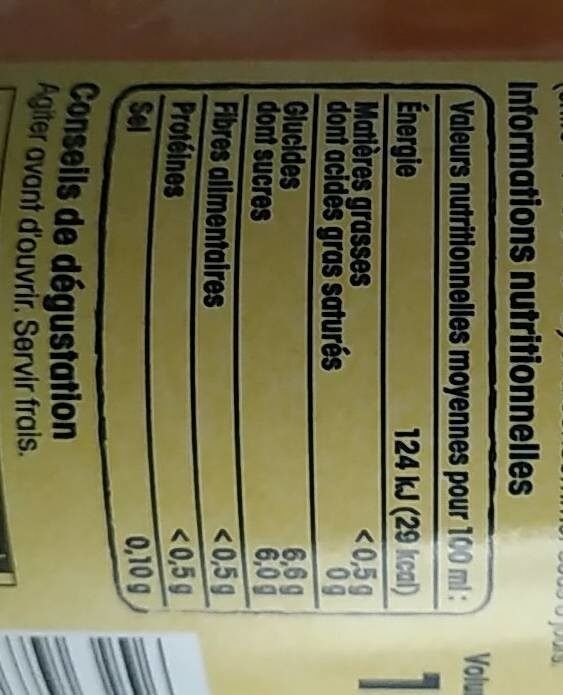 Informations nutritionnelles
Valeurs nutritionnelles moyennes pour 100 ml :
Énergie 124 kJ (29 kcal)
Matières grasses <0,5 g
dont acides gras saturés 0 g
Glucides 6,6 g
dont sucres 6,0 g
Fibres alimentaires <0,5 g
Protéines <0,5 g
Sel 0,10 g
Conseils de dégustation
Agiter avant d'ouvrir. Servir frais.
1